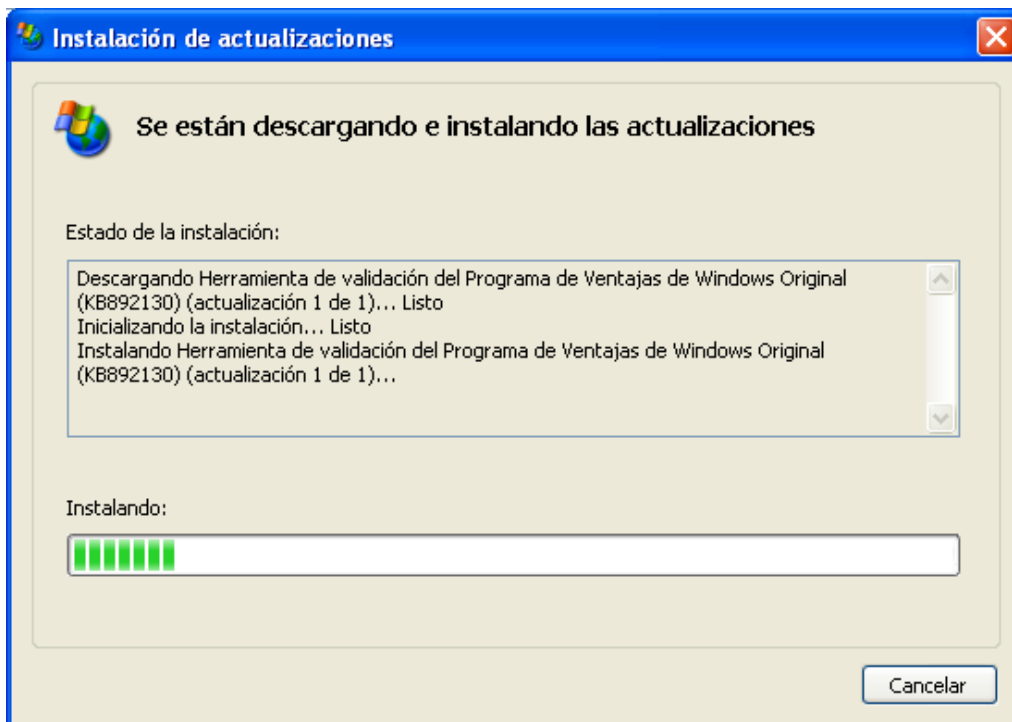 Instalación de actualizaciones
Se están descargando e instalando las actualizaciones
Estado de la instalación:
Descargando Herramienta de validación del Programa de Ventajas de Windows Original
(KB892130) (actualización 1 de 1)... Listo
Inicializando la instalación... Listo
Instalando Herramienta de validación del Programa de Ventajas de Windows Original
(KB892130) (actualización 1 de 1)...
Instalando:
Cancelar